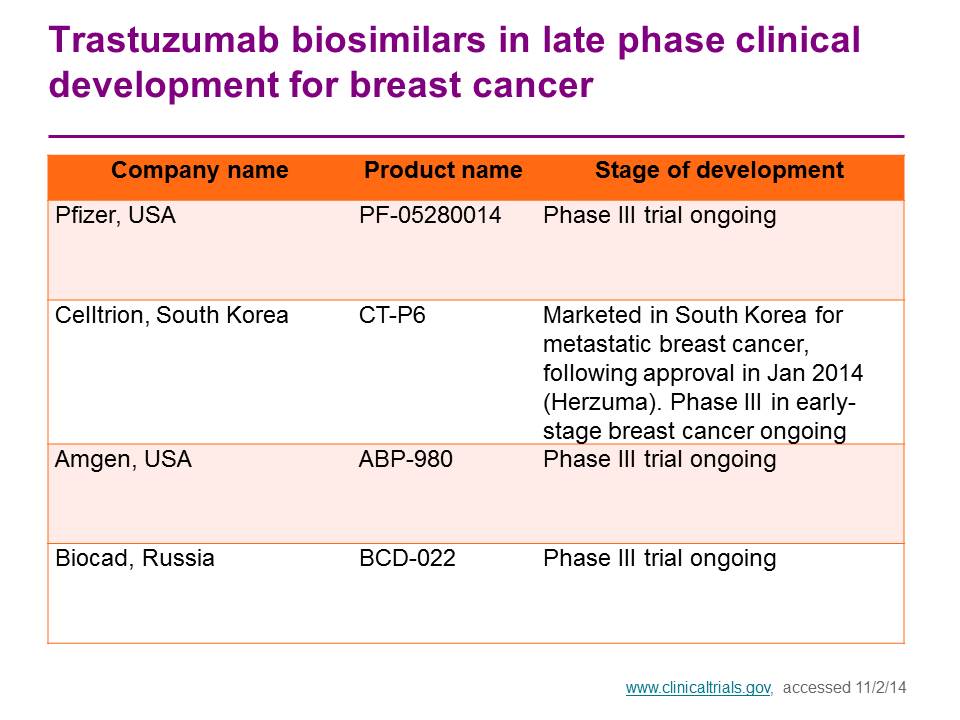 Trastuzumab biosimilars in late phase clinical
development for breast cancer
Company name Product name Stage of development
Pfizer, USA PF-05280014 Phase III trial ongoing
Celltrion, South Korea CT-P6 Marketed in South Korea for
metastatic breast cancer,
following approval in Jan 2014
(Herzuma). Phase III in early-
stage breast cancer ongoing
Amgen, USA ABP-980 Phase III trial ongoing
Biocad, Russia BCD-022 Phase III trial ongoing
www.clinicaltrials.gov, accessed 11/2/14